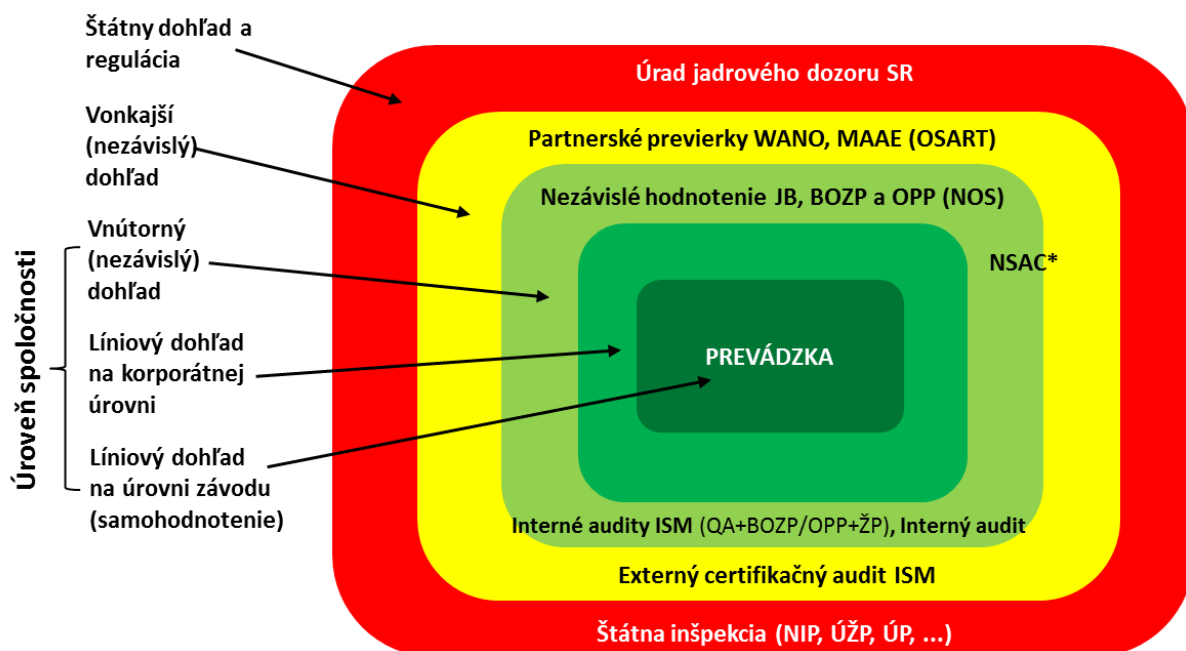 Štátny dohľad a
regulácia
Vonkajší
(nezávislý)
dohľad
Úroveň spoločnosti
Vnútorný
(nezávislý)
dohľad
Líniový dohľad
na korporátnej
úrovni
Líniový dohľad
na úrovni závodu
(samohodnotenie)
Úrad jadrového dozoru SR
Partnerské previerky WANO, MAAE (OSART)
Nezávislé hodnotenie JB, BOZP a OPP (NOS)
NSAC*
PREVÁDZKA
Interné audity ISM (QA+BOZP/OPP+ŽP), Interný audit
Externý certifikačný audit ISM
Štátna inšpekcia (NIP, ÚŽP, ÚP, ...)